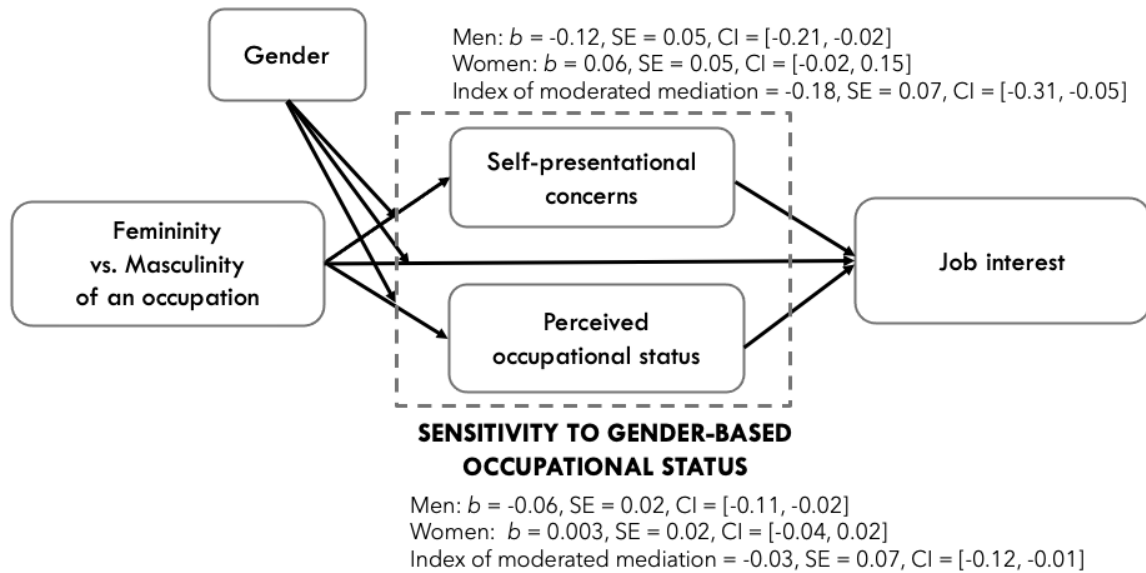 Gender
Men: b = -0.12, SE = 0.05, CI = [-0.21, -0.02]
Women: b = 0.06, SE = 0.05, CI = [-0.02, 0.15]
Index of moderated mediation = -0.18, SE = 0.07, CI = [-0.31, -0.05]
Self-presentational
concerns
Femininity
vs. Masculinity
of an occupation
Job interest
Perceived
occupational status
SENSITIVITY TO GENDER-BASED
OCCUPATIONAL STATUS
Men: b = -0.06, SE = 0.02, CI = [-0.11, -0.02]
Women: b = 0.003, SE = 0.02, CI = [-0.04, 0.02]
Index of moderated mediation = -0.03, SE = 0.07, CI = [-0.12, -0.01]